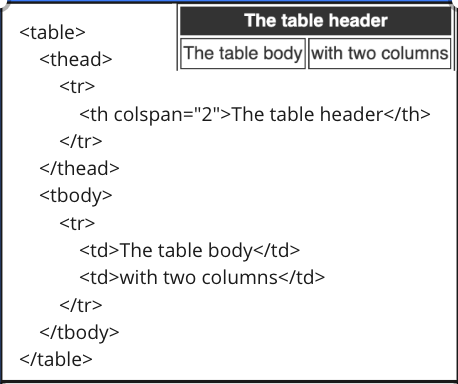 The table header
The table body with two columns
<table>
<thead>
<tr>
<th colspan="2">The table header</th>
</tr>
</thead>
<tbody>
<tr>
<td>The table body</td>
<td>with two columns</td>
</tr>
</tbody>
</table>